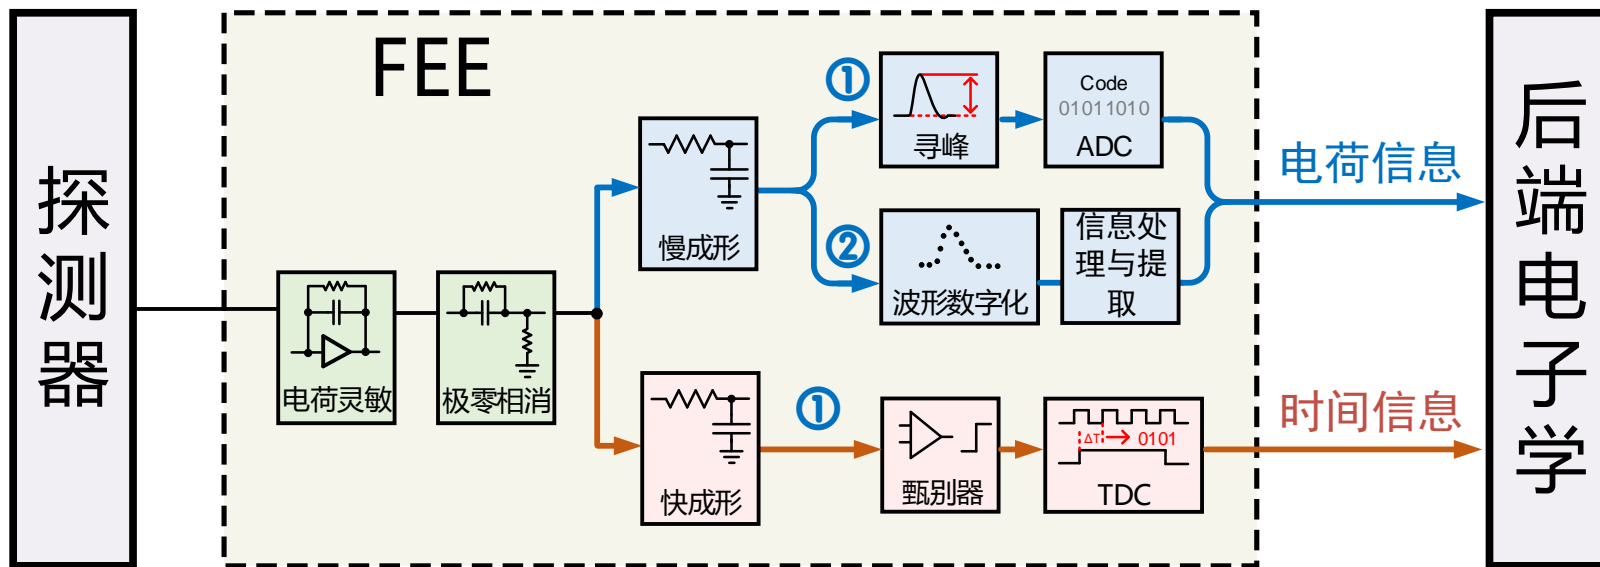 探测器
FEE
电荷灵敏
极零相消
慢成形
①
寻峰
Code
01011010
ADC
②
波形数字化
信息处
理与提
取
快成形
①
甄别器
ΔT
0101
TDC
电荷信息
时间信息
后端电子学